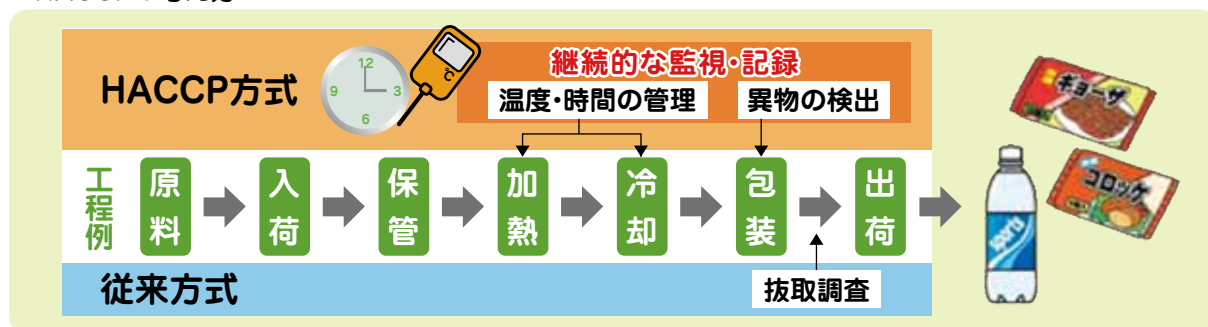 HACCP方式
12
3
6
9
℃
継続的な監視・記録
温度・時間の管理
異物の検出
工程例
原料
入荷
保管
加熱
冷却
包装
出荷
従来方式
抜取調査
ギョーザ
コロッケ
sports